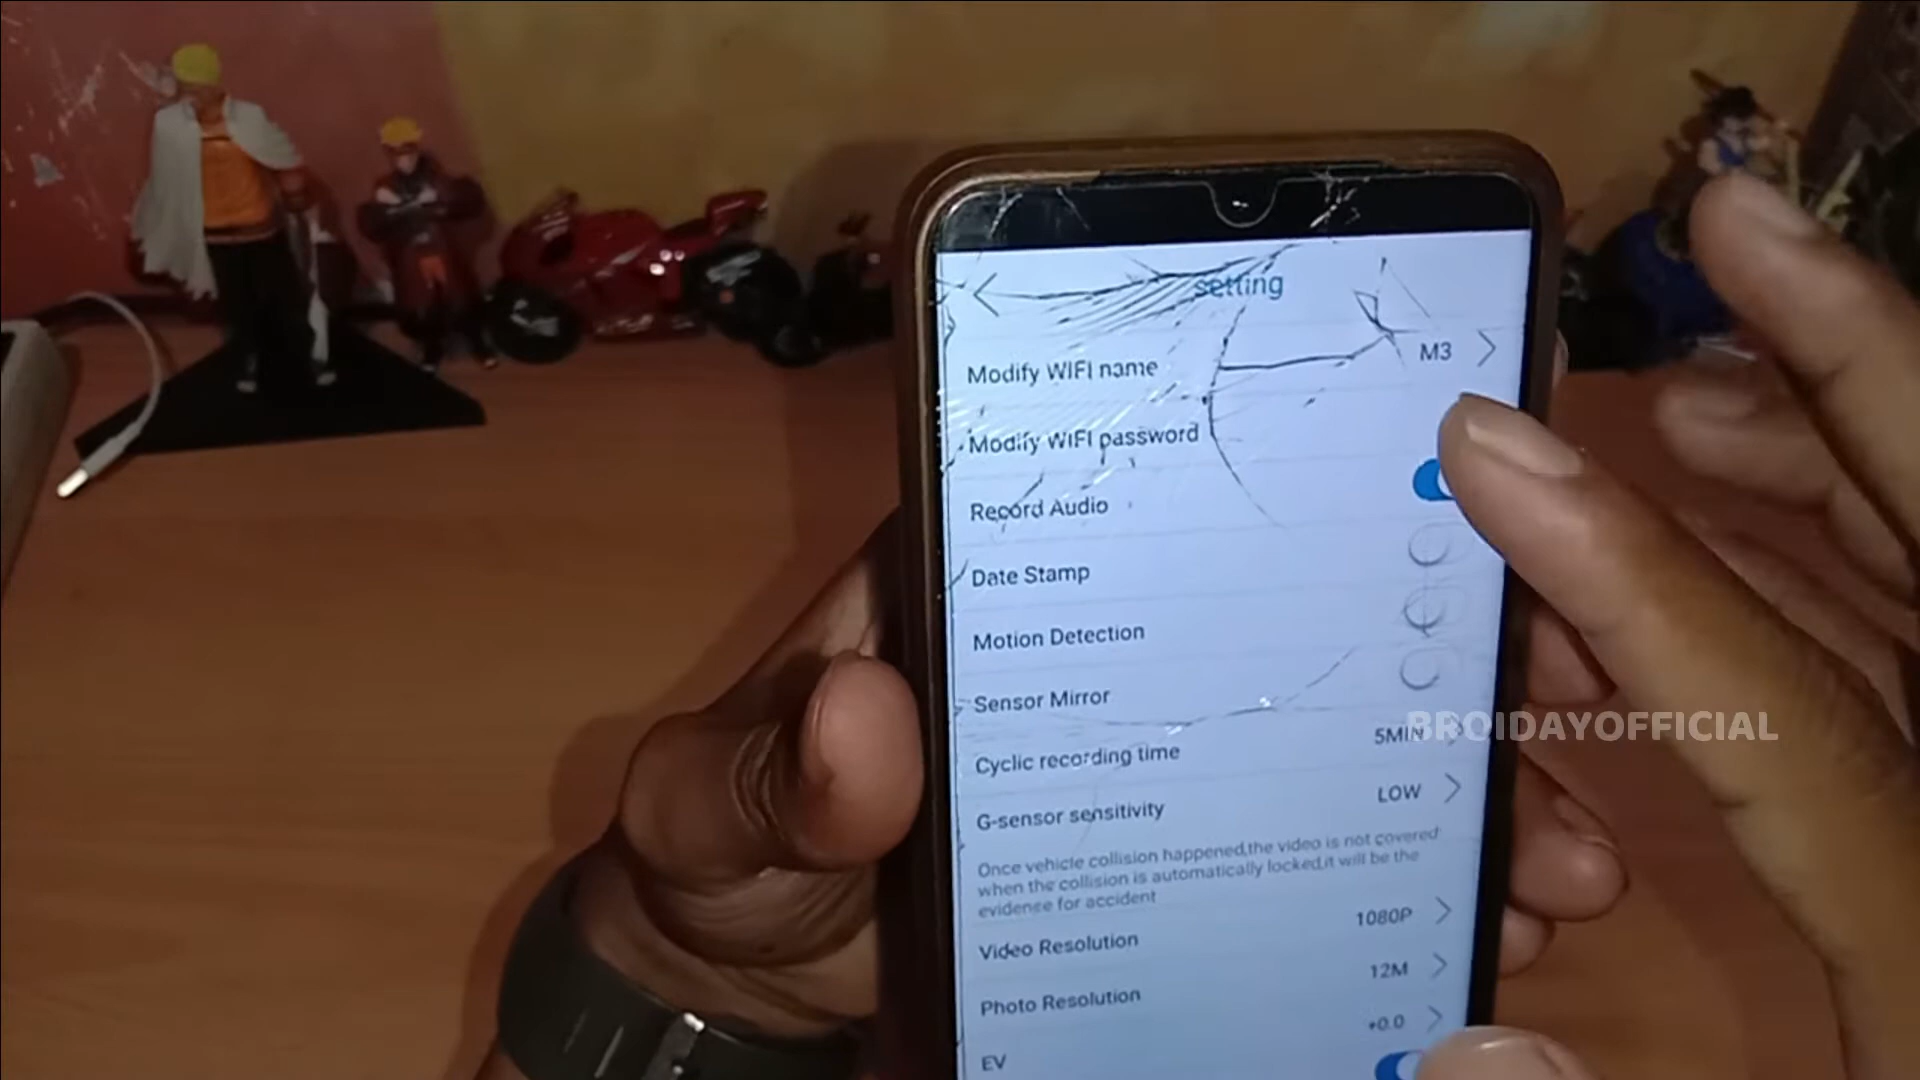 setting
Modify WIFI name M3
Modify WIFI password
Record Audio
Date Stamp
Motion Detection
Sensor Mirror
Cyclic recording time 5MIN
G-sensor sensitivity LOW
Once vehicle collision happened,the video is not covered
when the collision is automatically locked,it will be the
evidense for accident
Video Resolution 1080P
Photo Resolution 12M
EV +0.0
BROIDAYOFFICIAL